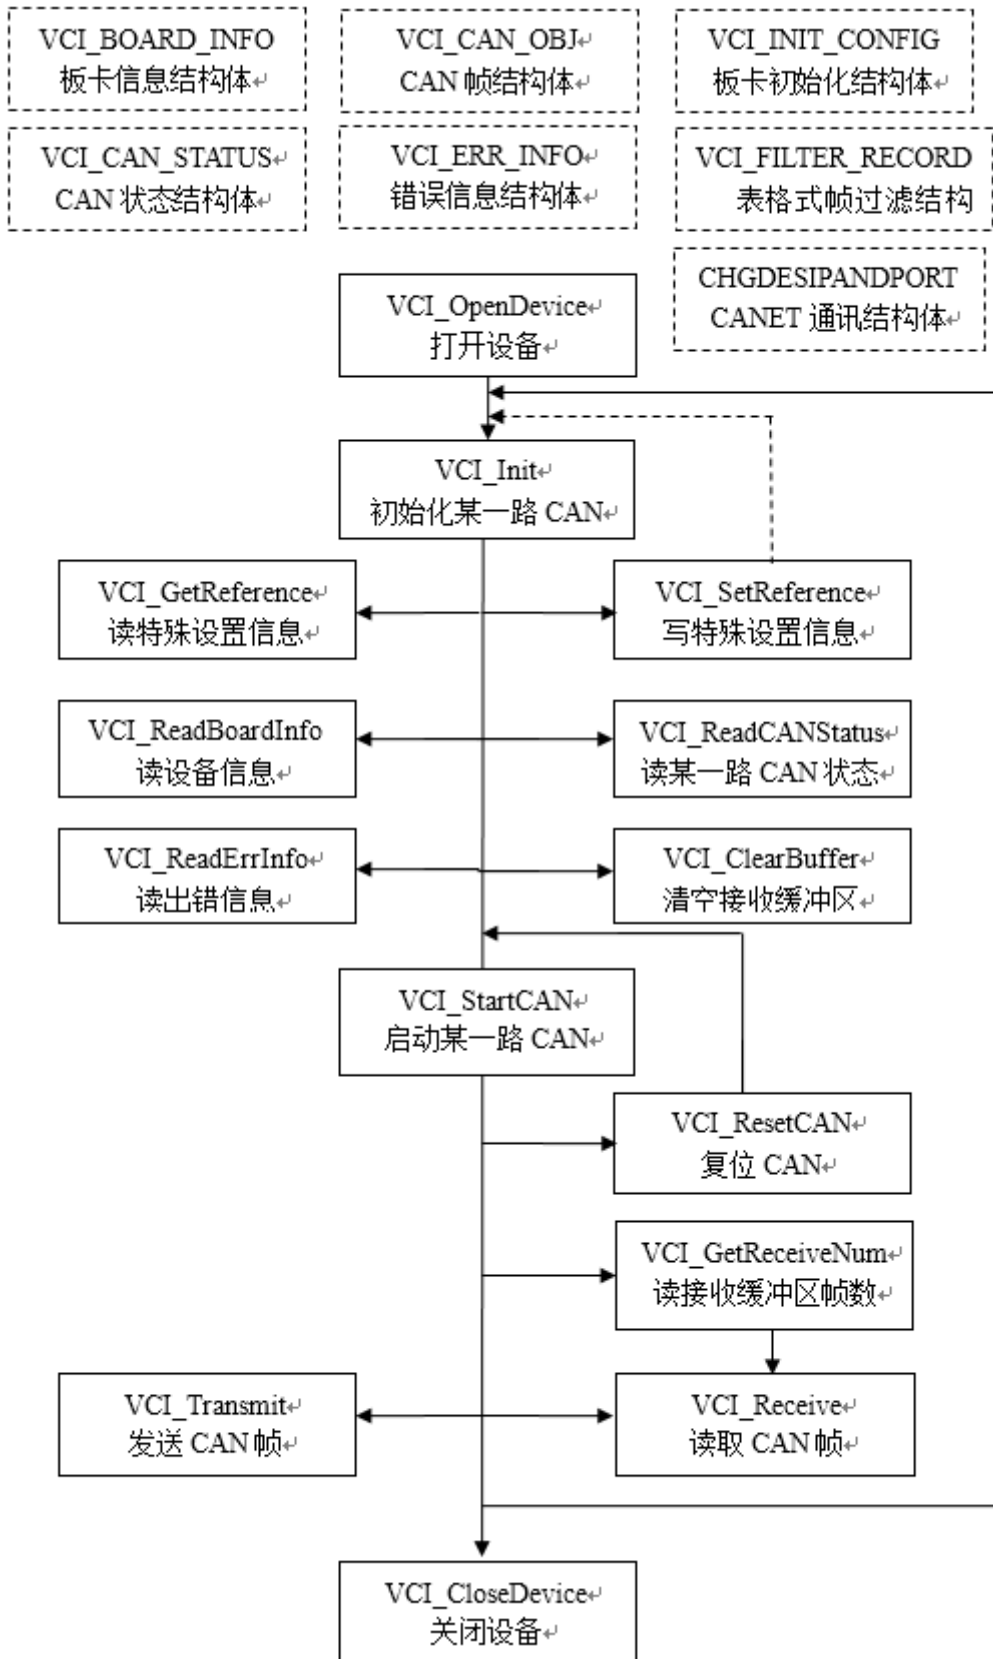 VCI_BOARD_INFO
板卡信息结构体↵
VCI_CAN_OBJ↵
CAN 帧结构体↵
VCI_INIT_CONFIG
板卡初始化结构体↵
VCI_CAN_STATUS↵
CAN 状态结构体↵
VCI_ERR_INFO↵
错误信息结构体↵
VCI_FILTER_RECORD
表格式帧过滤结构
CHGDESIPANDPORT
CANET 通讯结构体↵
VCI_OpenDevice↵
打开设备↵
VCI_Init↵
初始化某一路 CAN↵
VCI_GetReference↵
读特殊设置信息↵
VCI_SetReference↵
写特殊设置信息↵
VCI_ReadBoardInfo
读设备信息↵
VCI_ReadCANStatus↵
读某一路 CAN 状态↵
VCI_ReadErrInfo↵
读出错信息↵
VCI_ClearBuffer↵
清空接收缓冲区↵
VCI_StartCAN↵
启动某一路 CAN↵
VCI_ResetCAN↵
复位 CAN↵
VCI_GetReceiveNum↵
读接收缓冲区帧数↵
VCI_Transmit↵
发送 CAN 帧↵
VCI_Receive↵
读取 CAN 帧↵
VCI_CloseDevice↵
关闭设备↵